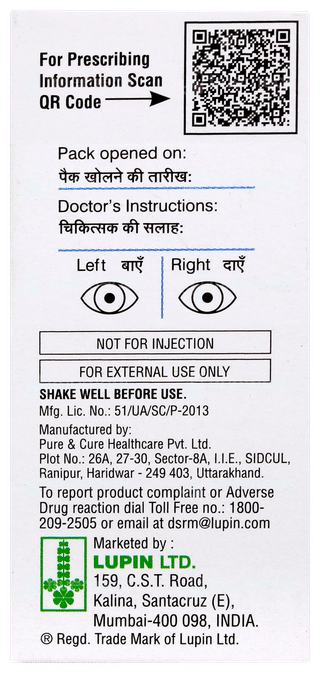 For Prescribing
Information Scan
QR Code
Pack opened on:
पैक खोलने की तारीख:
Doctor's Instructions:
चिकित्सक की सलाह:
Left बाएँ Right दाएँ
NOT FOR INJECTION
FOR EXTERNAL USE ONLY
SHAKE WELL BEFORE USE.
Mfg. Lic. No.: 51/UA/SC/P-2013
Manufactured by:
Pure & Cure Healthcare Pvt. Ltd.
Plot No.: 26A, 27-30, Sector-8A, I.I.E., SIDCUL,
Ranipur, Haridwar - 249 403, Uttarakhand.
To report product complaint or Adverse
Drug reaction dial Toll Free no.: 1800-
209-2505 or email at dsrm@lupin.com
Marketed by :
LUPIN LTD.
159, C.S.T. Road,
Kalina, Santacruz (E),
Mumbai-400 098, INDIA.
® Regd. Trade Mark of Lupin Ltd.